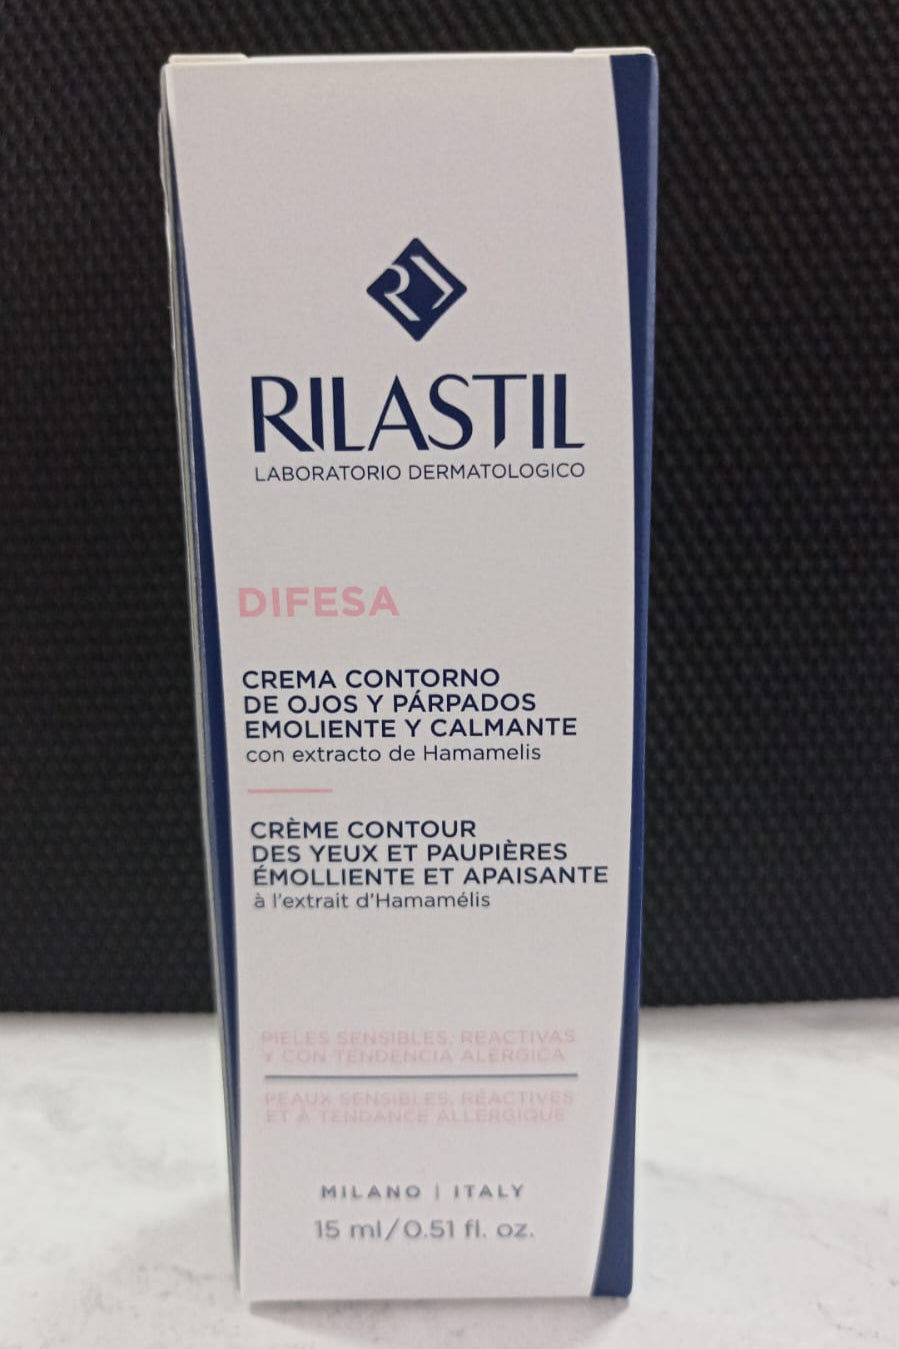 RILASTIL
LABORATORIO DERMATOLOGICO
DIFESA
CREMA CONTORNO
DE OJOS Y PÁRPADOS
EMOLIENTE Y CALMANTE
con extracto de Hamamelis
CRÈME CONTOUR
DES YEUX ET PAUPIÈRES
ÉMOLLIENTE ET APAISANTE
à l'extrait d'Hamamélis
PIELES SENSIBLES, REACTIVAS
Y CON TENDENCIA ALÉRGICA
PEAUX SENSIBLES, RÉACTIVES
ET À TENDANCE ALLERGIQUE
MILANO | ITALY
15 ml/0.51 fl. oz.